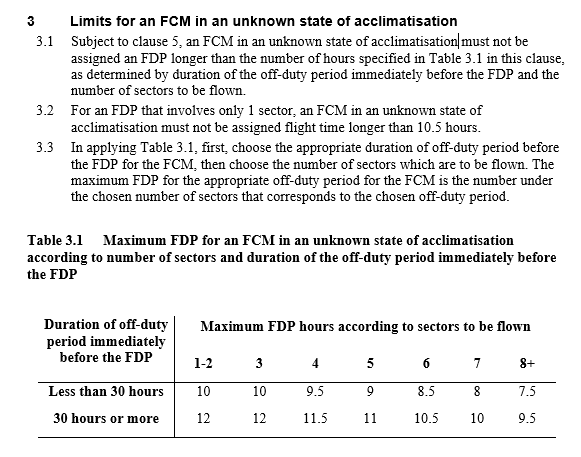 3 Limits for an FCM in an unknown state of acclimatisation
3.1 Subject to clause 5, an FCM in an unknown state of acclimatisation must not be
assigned an FDP longer than the number of hours specified in Table 3.1 in this clause,
as determined by duration of the off-duty period immediately before the FDP and the
number of sectors to be flown.
3.2 For an FDP that involves only 1 sector, an FCM in an unknown state of
acclimatisation must not be assigned flight time longer than 10.5 hours.
3.3 In applying Table 3.1, first, choose the appropriate duration of off-duty period before
the FDP for the FCM, then choose the number of sectors which are to be flown. The
maximum FDP for the appropriate off-duty period for the FCM is the number under
the chosen number of sectors that corresponds to the chosen off-duty period.
Table 3.1 Maximum FDP for an FCM in an unknown state of acclimatisation
according to number of sectors and duration of the off-duty period immediately before
the FDP
Duration of off-duty
period immediately
before the FDP
Maximum FDP hours according to sectors to be flown
1-2 3 4 5 6 7 8+
Less than 30 hours 10 10 9.5 9 8.5 8 7.5
30 hours or more 12 12 11.5 11 10.5 10 9.5